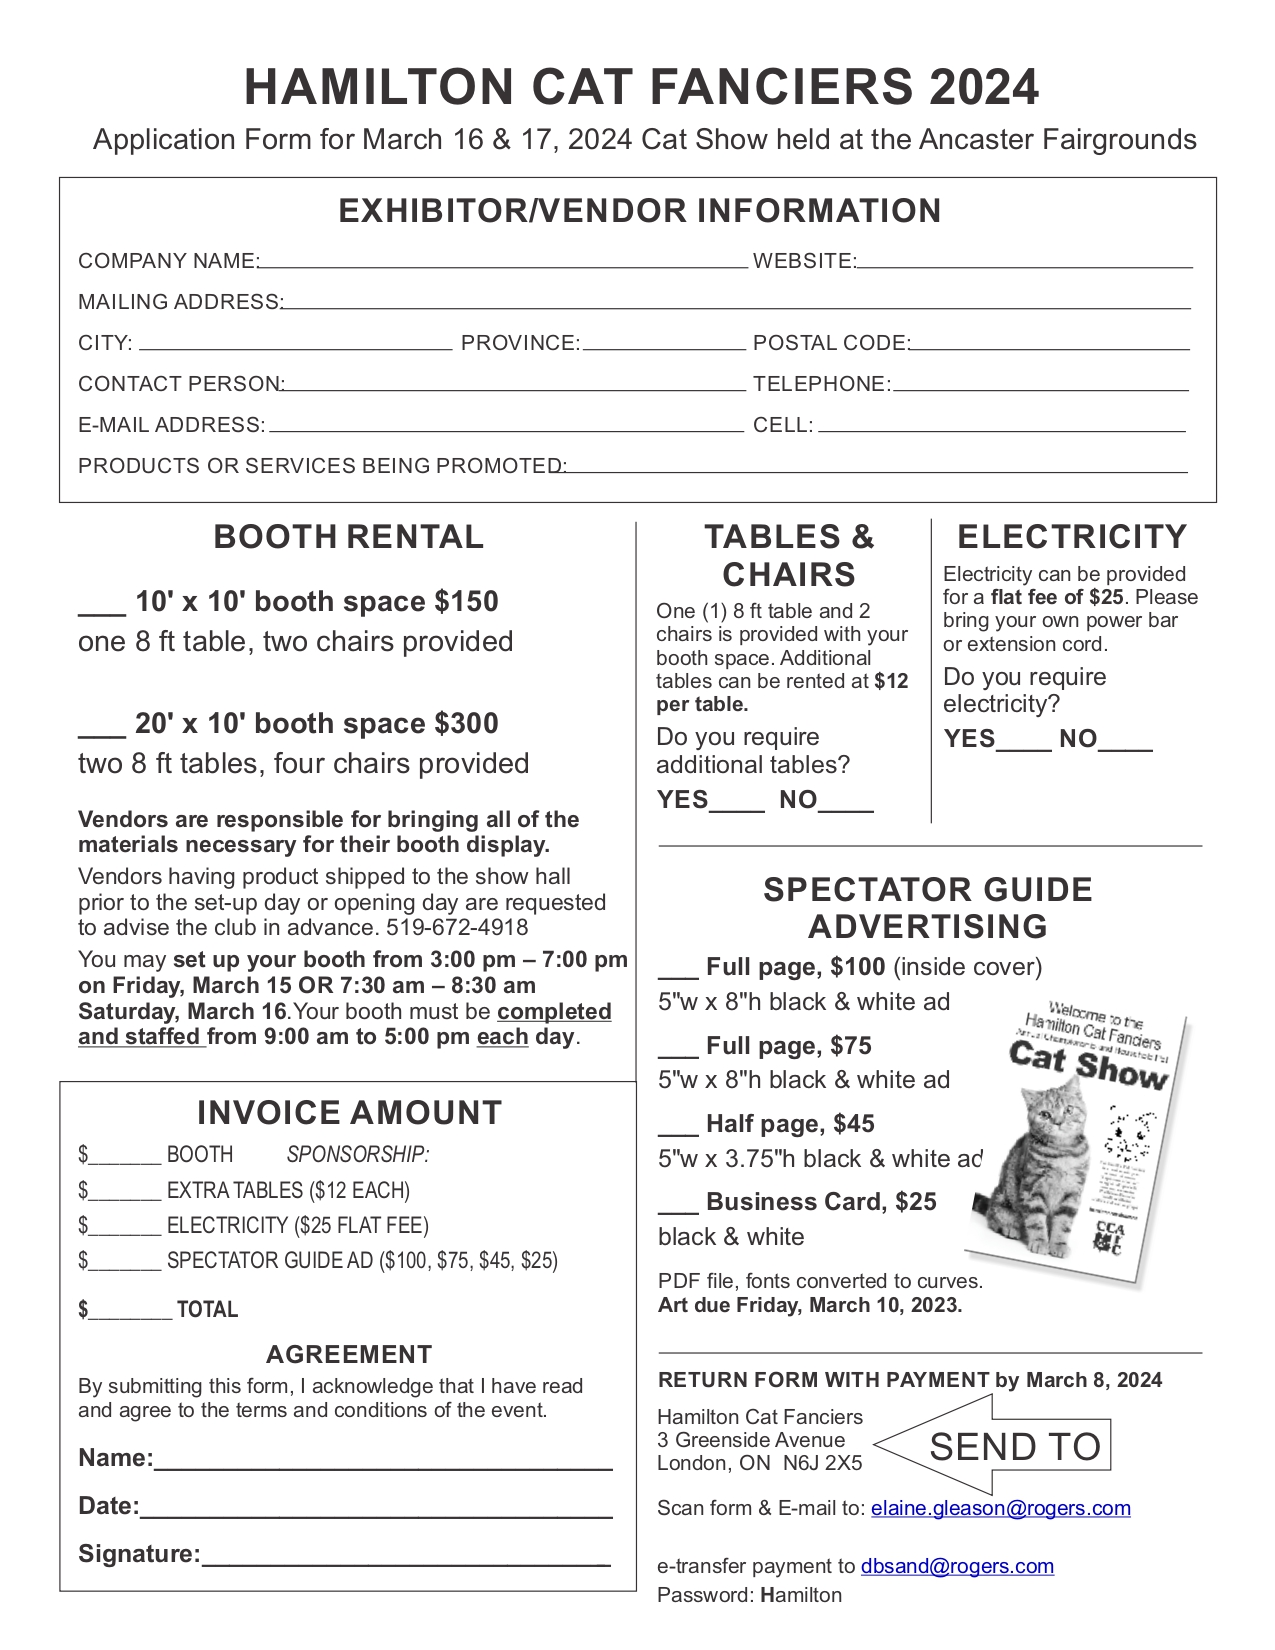 HAMILTON CAT FANCIERS 2024
Application Form for March 16 & 17, 2024 Cat Show held at the Ancaster Fairgrounds
EXHIBITOR/VENDOR INFORMATION
COMPANY NAME: WEBSITE:
MAILING ADDRESS:
CITY: PROVINCE: POSTAL CODE:
CONTACT PERSON: TELEPHONE:
E-MAIL ADDRESS: CELL:
PRODUCTS OR SERVICES BEING PROMOTED:
BOOTH RENTAL
___ 10' x 10' booth space $150
one 8 ft table, two chairs provided
___ 20' x 10' booth space $300
two 8 ft tables, four chairs provided
Vendors are responsible for bringing all of the
materials necessary for their booth display.
Vendors having product shipped to the show hall
prior to the set-up day or opening day are requested
to advise the club in advance. 519-672-4918
You may set up your booth from 3:00 pm – 7:00 pm
on Friday, March 15 OR 7:30 am – 8:30 am
Saturday, March 16.Your booth must be completed
and staffed from 9:00 am to 5:00 pm each day.
TABLES &
CHAIRS
One (1) 8 ft table and 2
chairs is provided with your
booth space. Additional
tables can be rented at $12
per table.
Do you require
additional tables?
YES____ NO____
ELECTRICITY
Electricity can be provided
for a flat fee of $25. Please
bring your own power bar
or extension cord.
Do you require
electricity?
YES____ NO____
SPECTATOR GUIDE
ADVERTISING
___ Full page, $100 (inside cover)
5"w x 8"h black & white ad
___ Full page, $75
5"w x 8"h black & white ad
___ Half page, $45
5"w x 3.75"h black & white ad
___ Business Card, $25
black & white
PDF file, fonts converted to curves.
Art due Friday, March 10, 2023.
Welcome to the
Hamilton Cat Fanciers
Cat Show
CCA
INVOICE AMOUNT
$_______ BOOTH SPONSORSHIP:
$_______ EXTRA TABLES ($12 EACH)
$_______ ELECTRICITY ($25 FLAT FEE)
$_______ SPECTATOR GUIDE AD ($100, $75, $45, $25)
$________ TOTAL
AGREEMENT
By submitting this form, I acknowledge that I have read
and agree to the terms and conditions of the event.
Name:
Date:
Signature:
RETURN FORM WITH PAYMENT by March 8, 2024
Hamilton Cat Fanciers
3 Greenside Avenue
London, ON N6J 2X5
SEND TO
Scan form & E-mail to: elaine.gleason@rogers.com
e-transfer payment to dbsand@rogers.com
Password: Hamilton